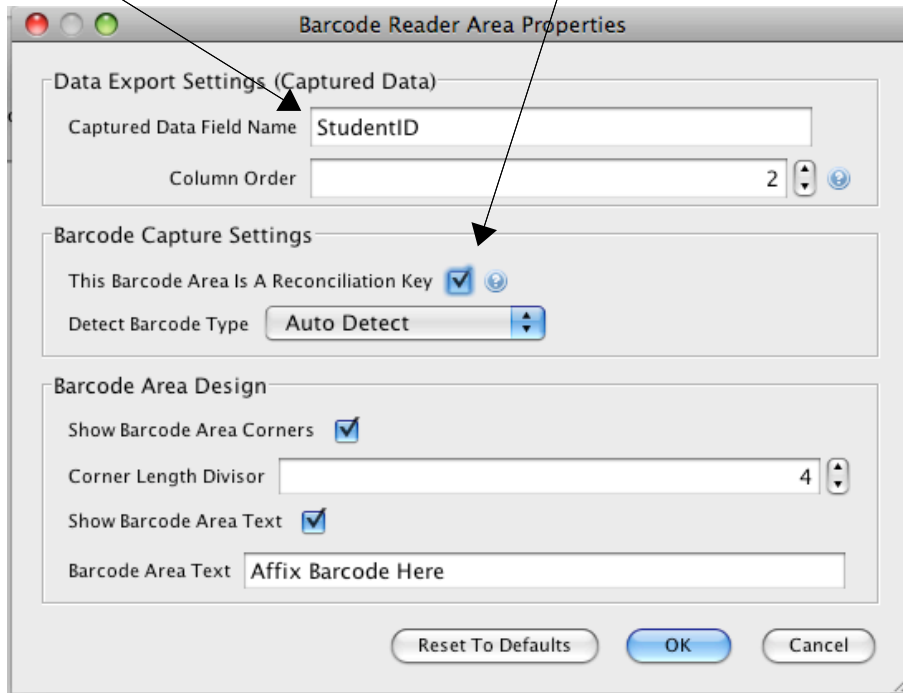 Barcode Reader Area Properties
Data Export Settings (Captured Data)
Captured Data Field Name StudentID
Column Order 2
Barcode Capture Settings
This Barcode Area Is A Reconciliation Key
Detect Barcode Type Auto Detect
Barcode Area Design
Show Barcode Area Corners
Corner Length Divisor 4
Show Barcode Area Text
Barcode Area Text Affix Barcode Here
Reset To Defaults OK Cancel